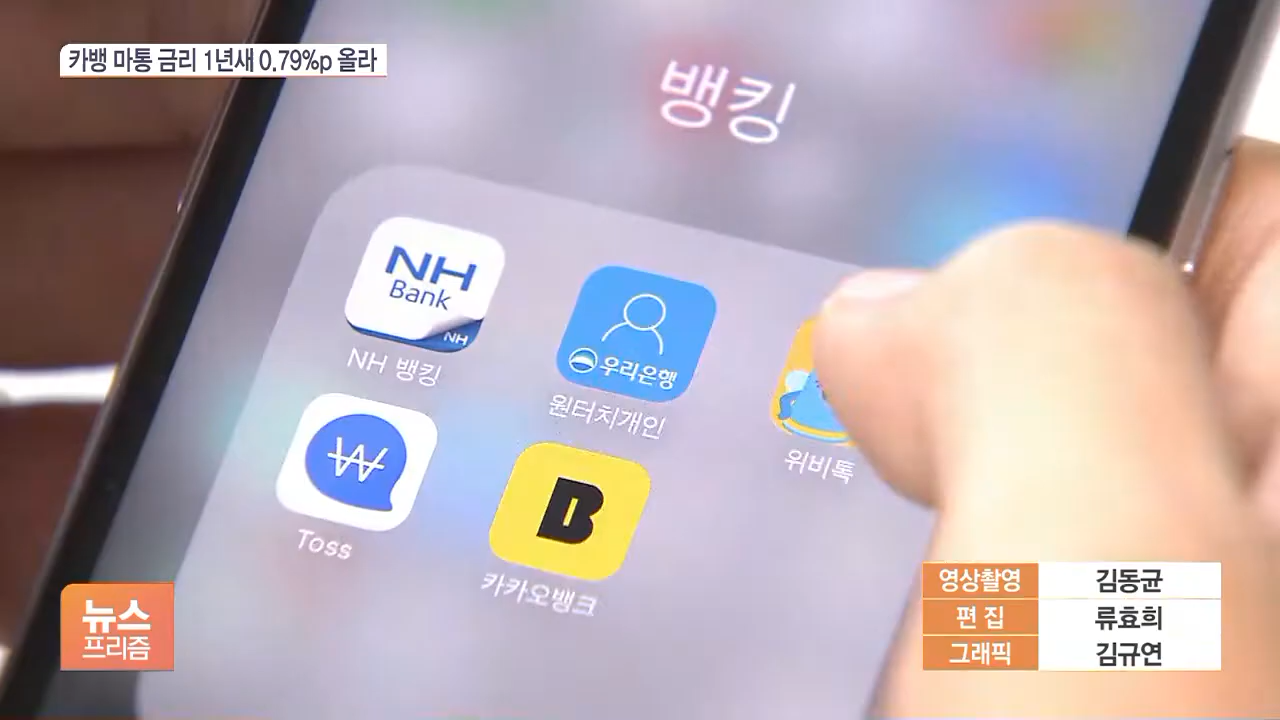 카뱅 마통 금리 1년새 0.79%p 올라
뱅킹
NH
Bank
NH
NH 뱅킹
우리은행
원터치개인
위비톡
₩
Toss
B
카카오뱅크
뉴스
프리즘
영상촬영 김동균
편 집 류효희
그래픽 김규연